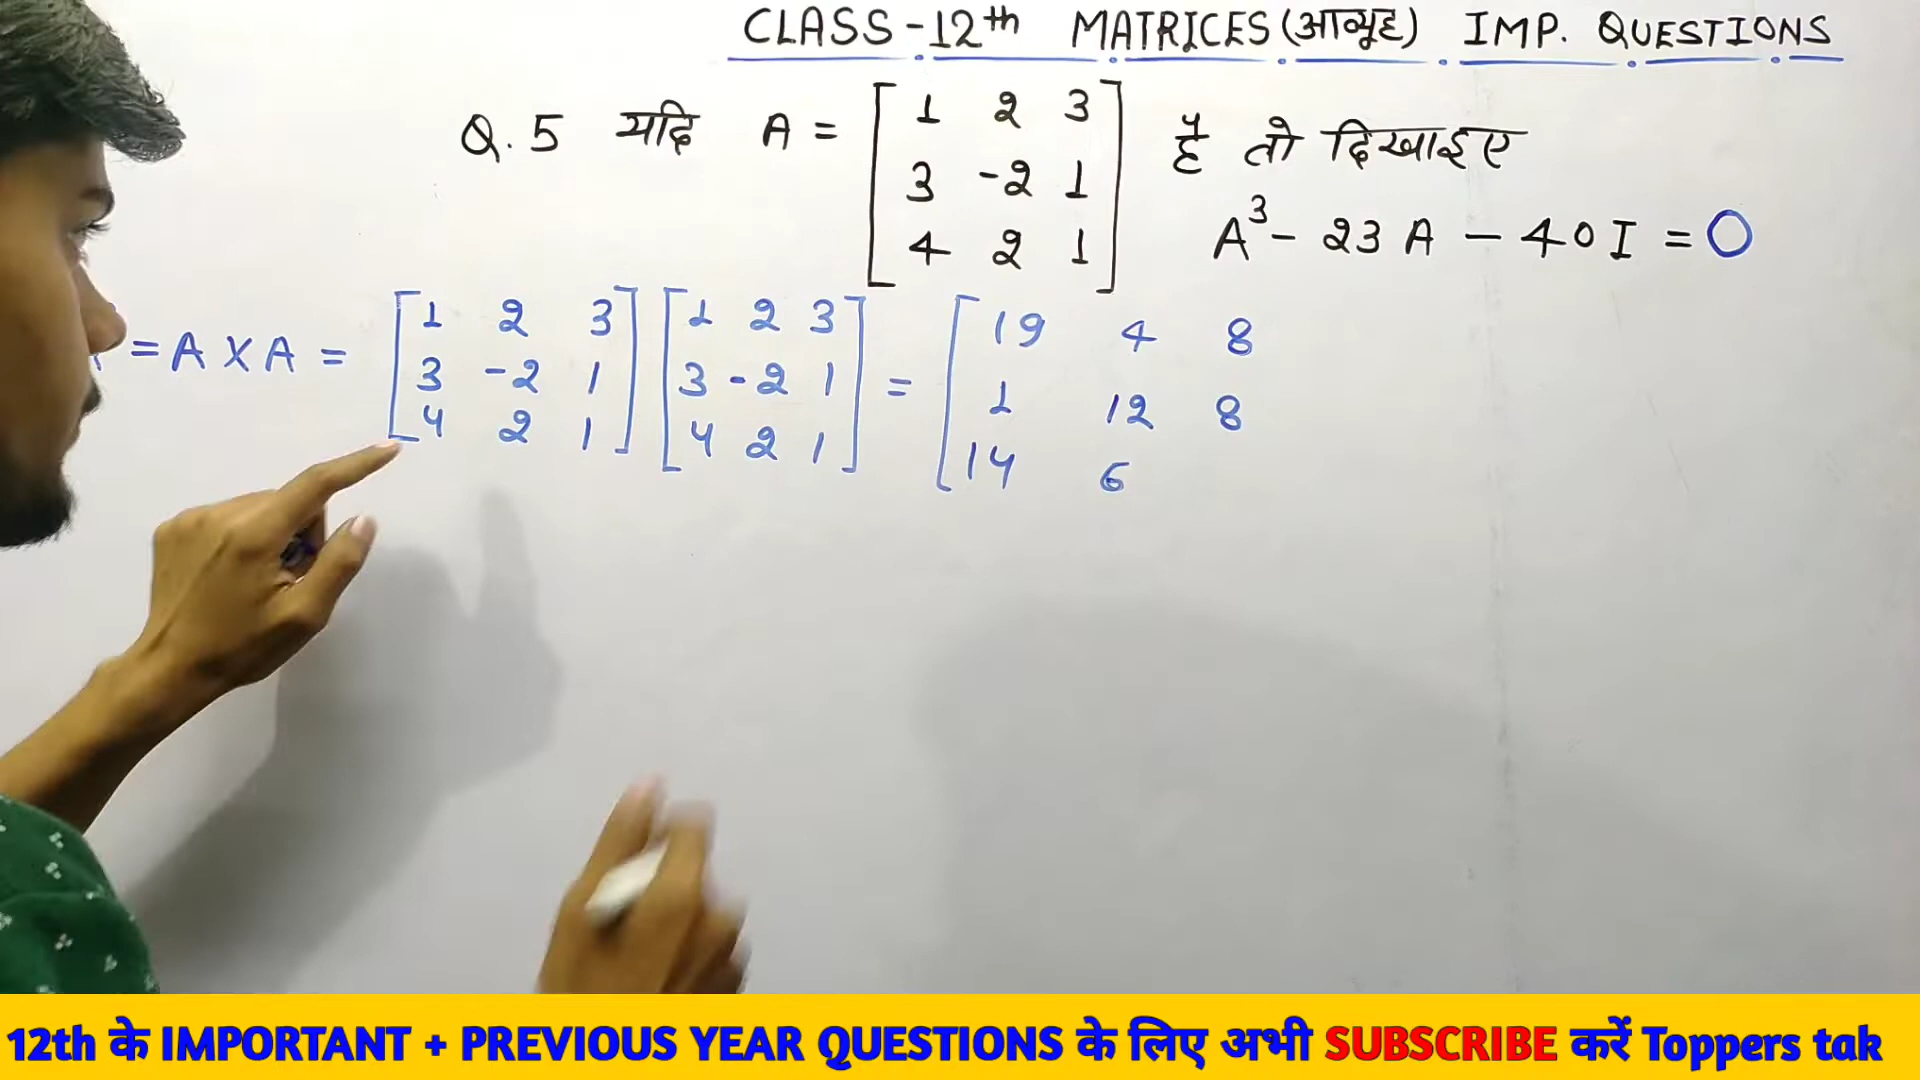 CLASS-12th MATRICES (आव्यूह) IMP. QUESTIONS
Q.5 यदि A = [1 2 3 है तो दिखाइए
3 -2 1
4 2 1] A³ - 23A - 40I = O
= A X A = [1 2 3 [1 2 3 = [19 4 8
3 -2 1 3 -2 1 1 12 8
4 2 1] 4 2 1] 14 6
12th के IMPORTANT + PREVIOUS YEAR QUESTIONS के लिए अभी SUBSCRIBE करें Toppers tak